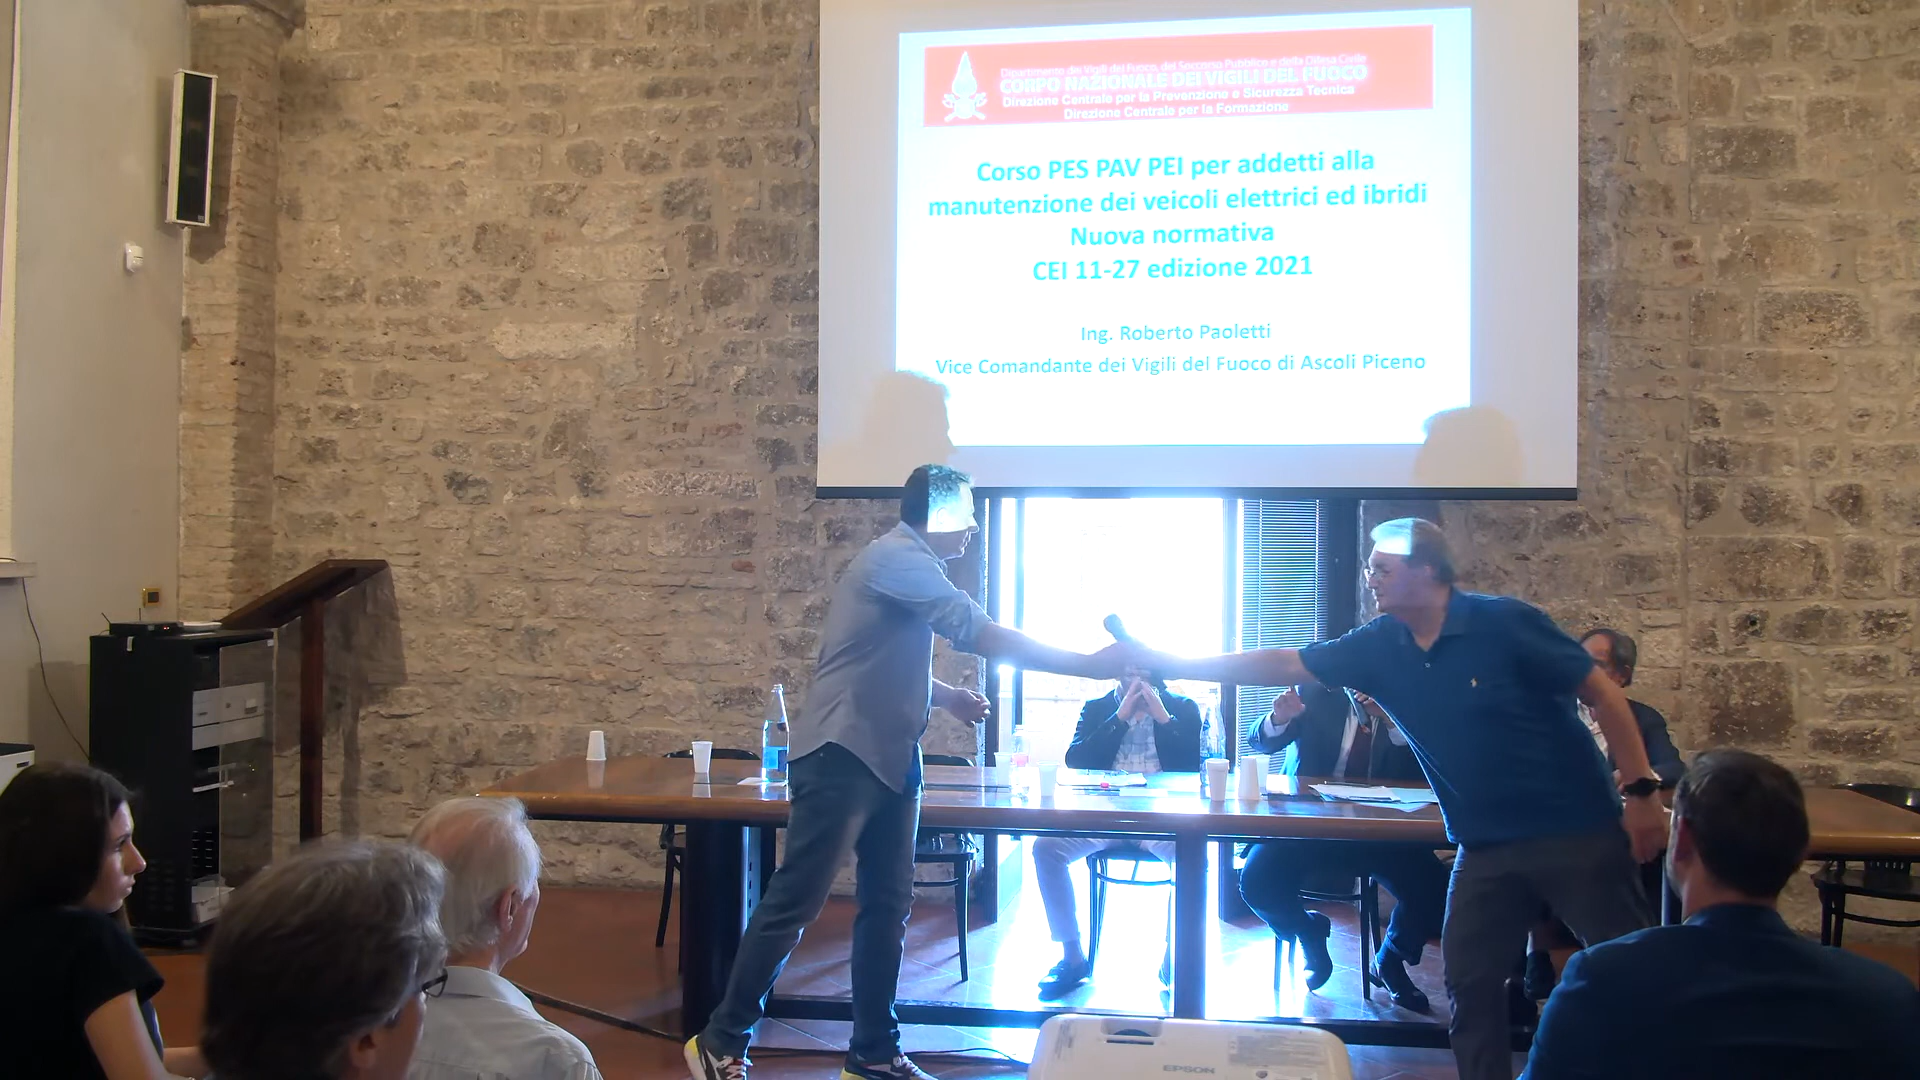 Dipartimento dei Vigili del Fuoco, del Soccorso Pubblico e della Difesa Civile
CORPO NAZIONALE DEI VIGILI DEL FUOCO
Direzione Centrale per la Prevenzione e Sicurezza Tecnica
Direzione Centrale per la Formazione
Corso PES PAV PEI per addetti alla
manutenzione dei veicoli elettrici ed ibridi
Nuova normativa
CEI 11-27 edizione 2021
Ing. Roberto Paoletti
Vice Comandante dei Vigili del Fuoco di Ascoli Piceno
EPSON